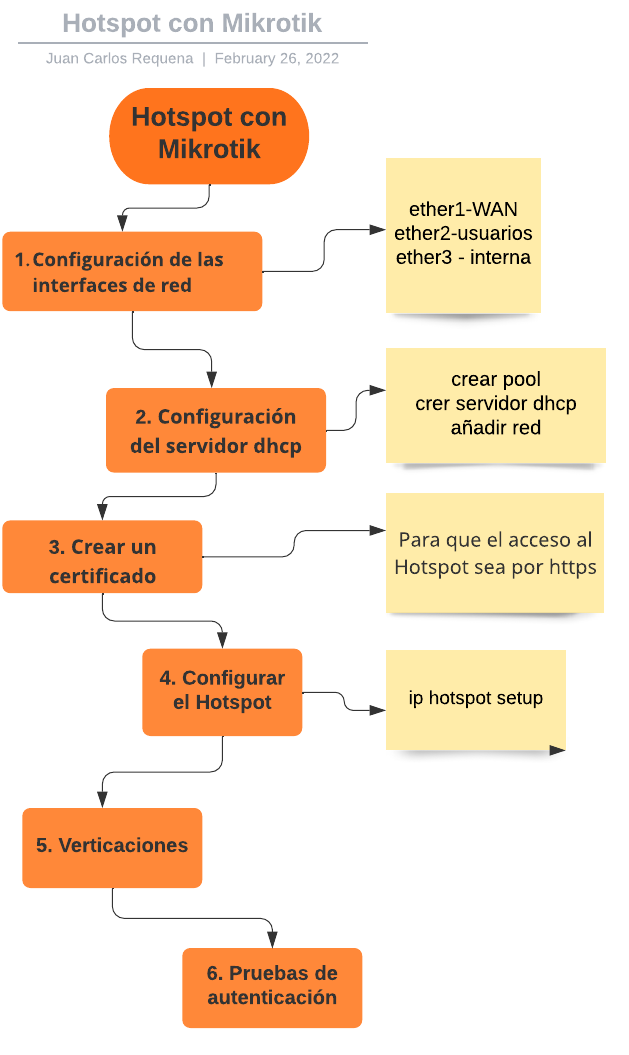 Hotspot con Mikrotik
Juan Carlos Requena | February 26, 2022
Hotspot con
Mikrotik
1. Configuración de las
interfaces de red
ether1-WAN
ether2-usuarios
ether3 - interna
2. Configuración
del servidor dhcp
crear pool
crer servidor dhcp
añadir red
3. Crear un
certificado
Para que el acceso al
Hotspot sea por https
4. Configurar
el Hotspot
ip hotspot setup
5. Verticaciones
6. Pruebas de
autenticación